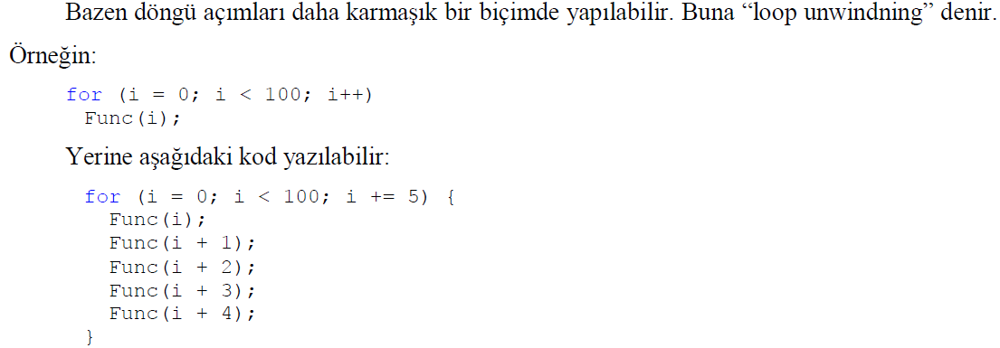 Bazen döngü açımları daha karmaşık bir biçimde yapılabilir. Buna “loop unwindning” denir.
Örneğin:
for (i = 0; i < 100; i++)
Func(i);
Yerine aşağıdaki kod yazılabilir:
for (i = 0; i < 100; i += 5) {
Func(i);
Func(i + 1);
Func(i + 2);
Func(i + 3);
Func(i + 4);
}